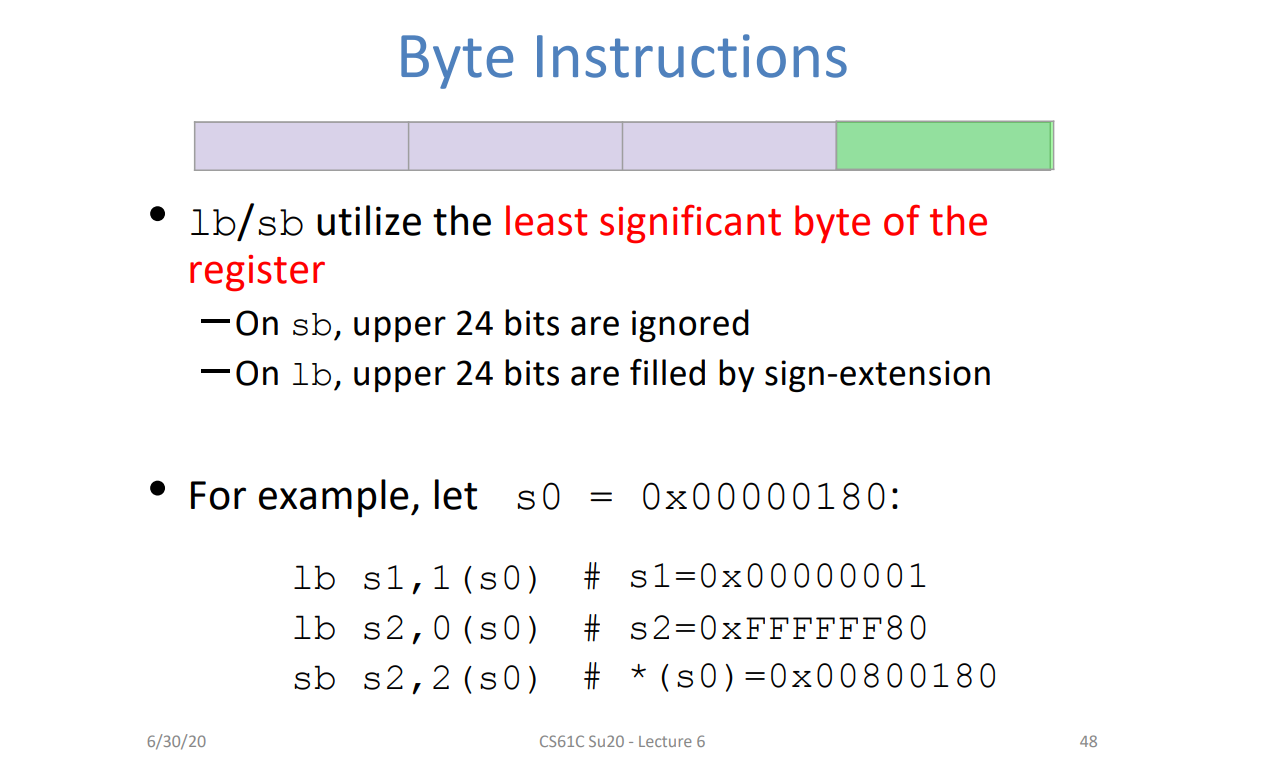 Byte Instructions
• lb/sb utilize the least significant byte of the
register
—On sb, upper 24 bits are ignored
—On lb, upper 24 bits are filled by sign-extension
• For example, let s0 = 0x00000180:
lb s1,1(s0) # s1=0x00000001
lb s2,0(s0) # s2=0xFFFFFF80
sb s2,2(s0) # *(s0)=0x00800180
6/30/20 CS61C Su20 - Lecture 6 48